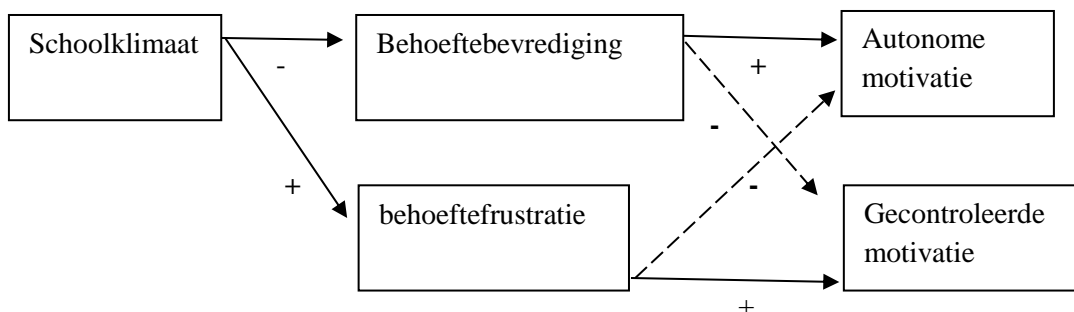 Schoolklimaat
Behoeftebevrediging
Autonome
motivatie
-
+
-
+
-
behoeftefrustratie
Gecontroleerde
motivatie
+